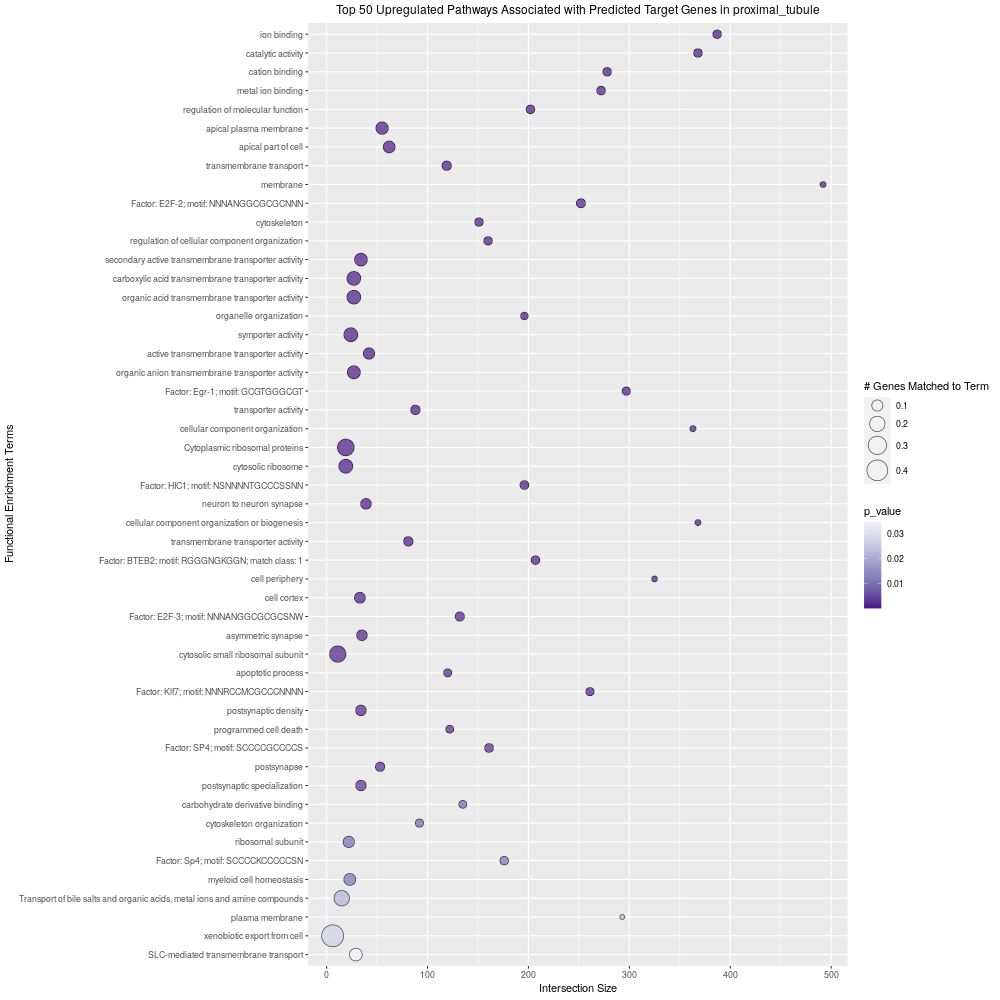 Top 50 Upregulated Pathways Associated with Predicted Target Genes in proximal_tubule
Functional Enrichment Terms
ion binding
catalytic activity
cation binding
metal ion binding
regulation of molecular function
apical plasma membrane
apical part of cell
transmembrane transport
membrane
Factor: E2F-2; motif: NNNANGGCGCGCNNN
cytoskeleton
regulation of cellular component organization
secondary active transmembrane transporter activity
carboxylic acid transmembrane transporter activity
organic acid transmembrane transporter activity
organelle organization
symporter activity
active transmembrane transporter activity
organic anion transmembrane transporter activity
Factor: Egr-1; motif: GCGTGGGCGT
transporter activity
cellular component organization
Cytoplasmic ribosomal proteins
cytosolic ribosome
Factor: HIC1; motif: NSNNNNTGCCCSSNN
neuron to neuron synapse
cellular component organization or biogenesis
transmembrane transporter activity
Factor: BTEB2; motif: RGGGNGKGGN; match class: 1
cell periphery
cell cortex
Factor: E2F-3; motif: NNNANGGCGCGCSNW
asymmetric synapse
cytosolic small ribosomal subunit
apoptotic process
Factor: Klf7; motif: NNNRCCMCGCCCNNNN
postsynaptic density
programmed cell death
Factor: SP4; motif: SCCCCGCCCCS
postsynapse
postsynaptic specialization
carbohydrate derivative binding
cytoskeleton organization
ribosomal subunit
Factor: Sp4; motif: SCCCCKCCCCCSN
myeloid cell homeostasis
Transport of bile salts and organic acids, metal ions and amine compounds
plasma membrane
xenobiotic export from cell
SLC-mediated transmembrane transport
0 100 200 300 400 500
Intersection Size
# Genes Matched to Term
0.1
0.2
0.3
0.4
p_value
0.03
0.02
0.01